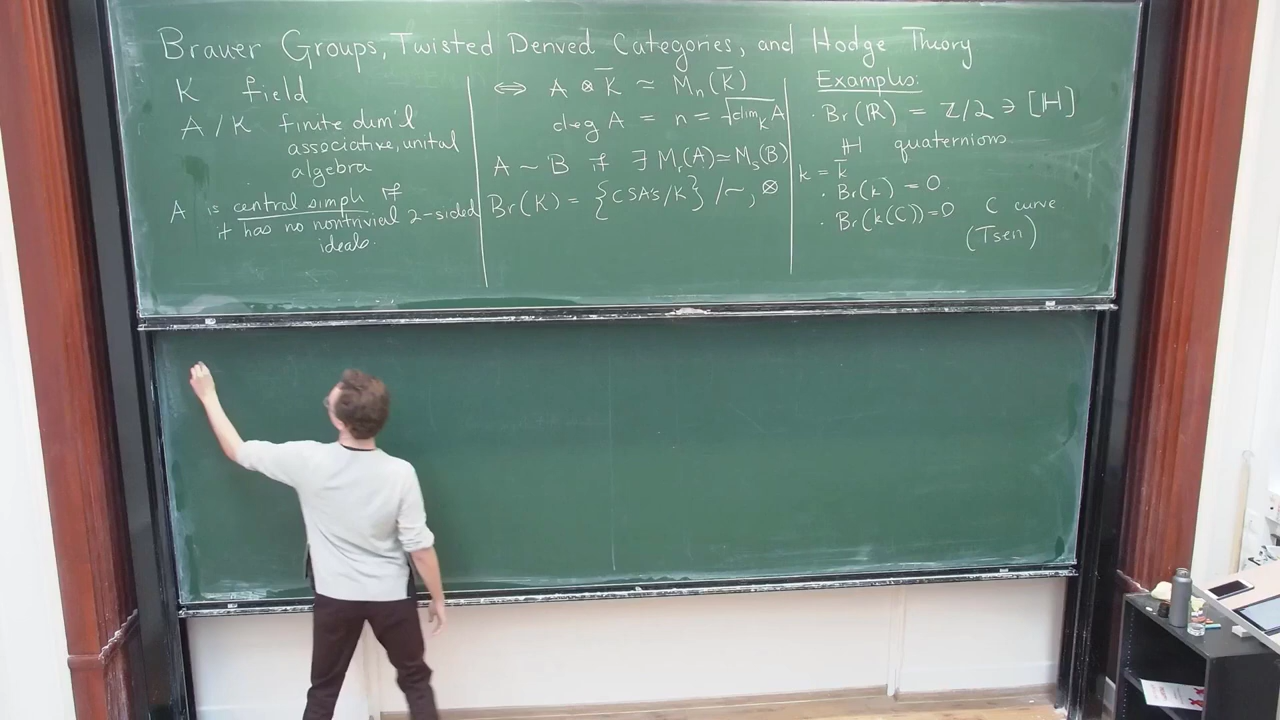 Brauer Groups, Twisted Derived Categories, and Hodge Theory
K field
A/K finite dim'l
associative, unital
algebra
A is central simple if
it has no nontrivial 2-sided
ideals.
⇔ A ⊗ K̄ ≃ Mₙ(K̄)
deg A = n = √dim_K A
A ~ B if ∃ Mᵣ(A) ≃ Mₛ(B)
Br(K) = {CSA's/K} /~, ⊗
Examples:
· Br(ℝ) = Z/2 ∋ [ℍ]
ℍ quaternions.
k = k̄
· Br(k) = 0
· Br(k(C)) = 0 C curve
(Tsen)